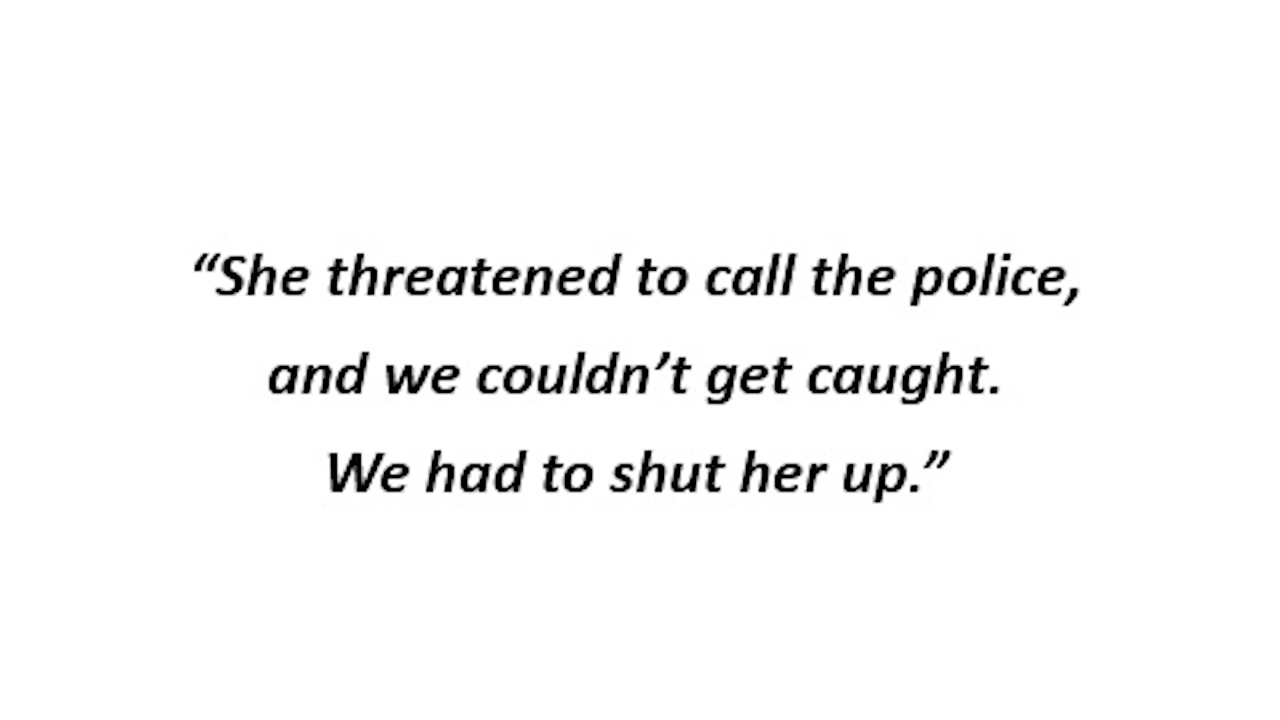 “She threatened to call the police,
and we couldn’t get caught.
We had to shut her up.”